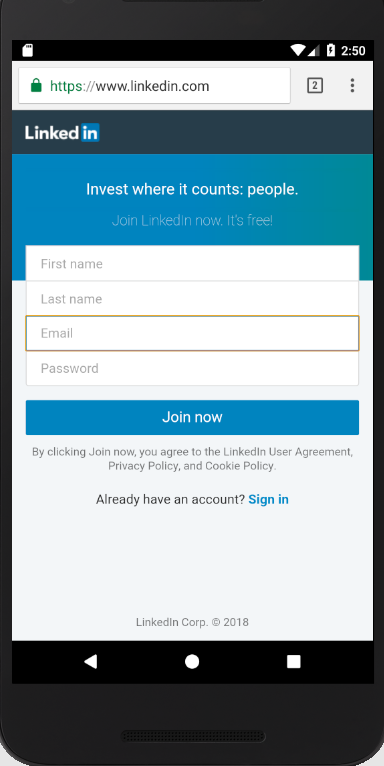 2:50
https://www.linkedin.com
2
Linked in
Invest where it counts: people.
Join LinkedIn now. It's free!
First name
Last name
Email
Password
Join now
By clicking Join now, you agree to the LinkedIn User Agreement,
Privacy Policy, and Cookie Policy.
Already have an account? Sign in
LinkedIn Corp. © 2018